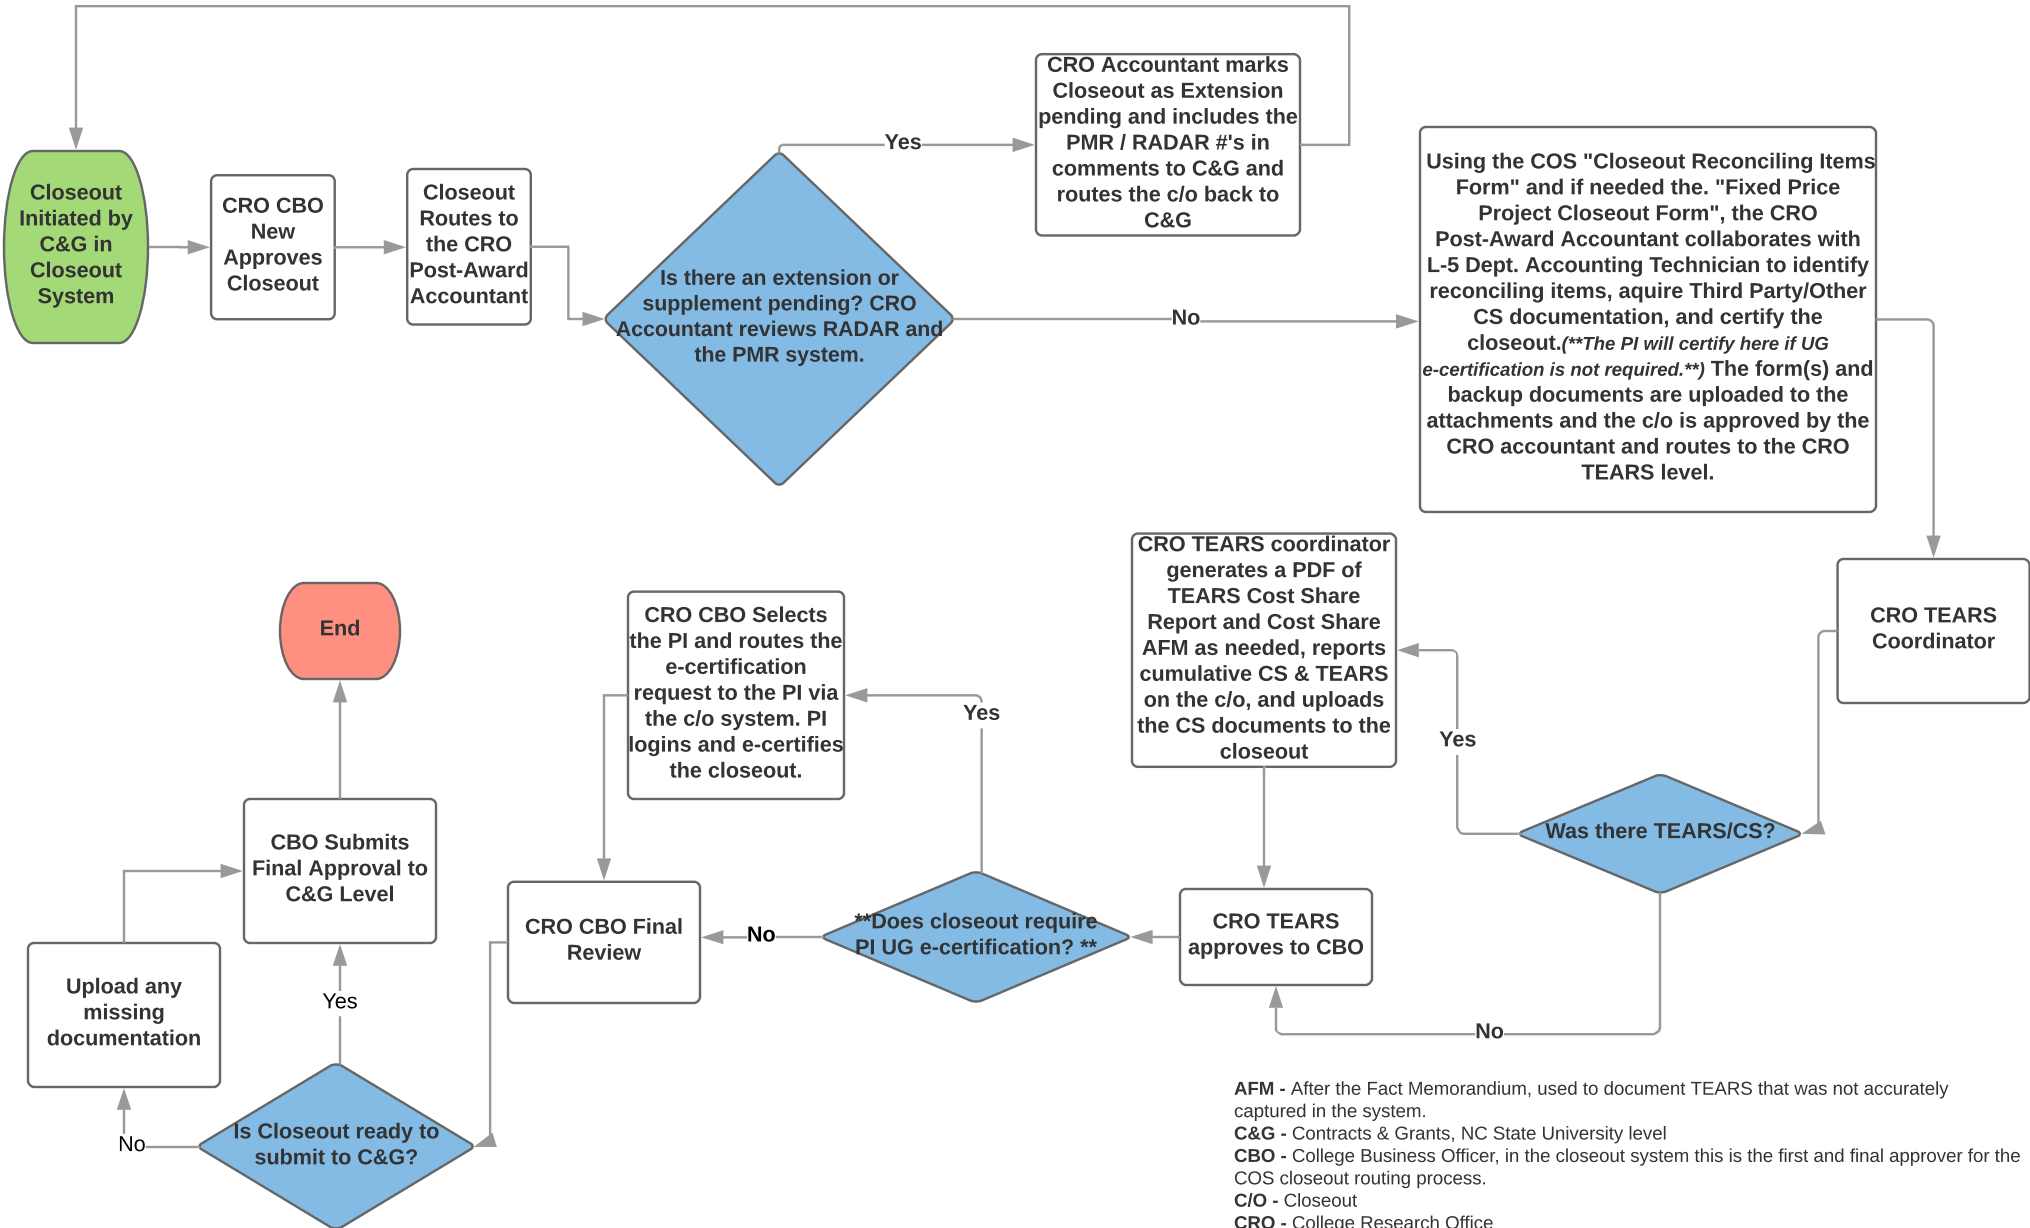 Closeout
Initiated by
C&G in
Closeout
System
CRO CBO
New
Approves
Closeout
Closeout
Routes to
the CRO
Post-Award
Accountant
Is there an extension or
supplement pending? CRO
Accountant reviews RADAR and
the PMR system.
Yes
CRO Accountant marks
Closeout as Extension
pending and includes the
PMR / RADAR #'s in
comments to C&G and
routes the c/o back to
C&G
No
Using the COS "Closeout Reconciling Items
Form" and if needed the. "Fixed Price
Project Closeout Form", the CRO
Post-Award Accountant collaborates with
L-5 Dept. Accounting Technician to identify
reconciling items, aquire Third Party/Other
CS documentation, and certify the
closeout.(**The PI will certify here if UG
e-certification is not required.**) The form(s) and
backup documents are uploaded to the
attachments and the c/o is approved by the
CRO accountant and routes to the CRO
TEARS level.
CRO TEARS
Coordinator
Was there TEARS/CS?
Yes
CRO TEARS coordinator
generates a PDF of
TEARS Cost Share
Report and Cost Share
AFM as needed, reports
cumulative CS & TEARS
on the c/o, and uploads
the CS documents to the
closeout
No
CRO TEARS
approves to CBO
**Does closeout require
PI UG e-certification? **
Yes
CRO CBO Selects
the PI and routes the
e-certification
request to the PI via
the c/o system. PI
logins and e-certifies
the closeout.
No
CRO CBO Final
Review
Is Closeout ready to
submit to C&G?
No
Upload any
missing
documentation
Yes
CBO Submits
Final Approval to
C&G Level
End
AFM - After the Fact Memorandium, used to document TEARS that was not accurately
captured in the system.
C&G - Contracts & Grants, NC State University level
CBO - College Business Officer, in the closeout system this is the first and final approver for the
COS closeout routing process.
C/O - Closeout
CRO - College Research Office